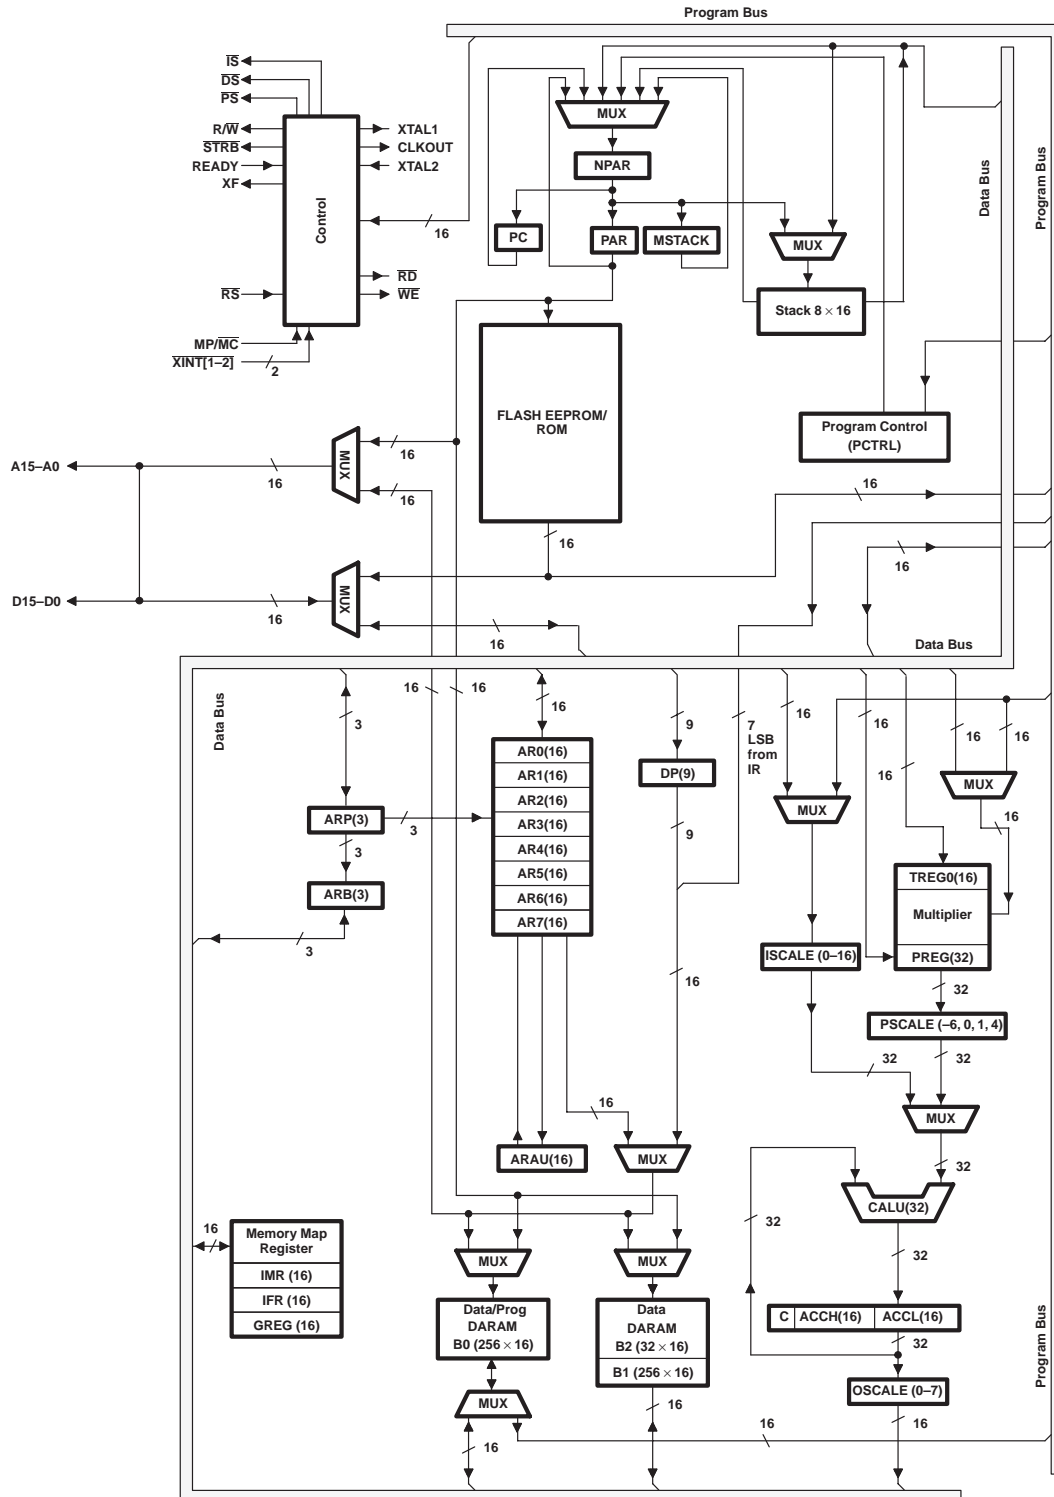 Program Bus
IS
DS
PS
R/W
STRB
READY
XF
RS
MP/MC
XINT[1–2]
2
Control
XTAL1
CLKOUT
XTAL2
16
RD
WE
MUX
NPAR
PC
PAR
MSTACK
MUX
Stack 8 × 16
Data Bus
Program Bus
FLASH EEPROM/
ROM
16
Program Control
(PCTRL)
A15–A0
16
MUX
16
16
16
16
D15–D0
16
MUX
16
Data Bus
Data Bus
3
16
16
16
9
7
LSB
from
IR
16
16
16
16
16
AR0(16)
AR1(16)
AR2(16)
AR3(16)
AR4(16)
AR5(16)
AR6(16)
AR7(16)
DP(9)
9
MUX
MUX
16
ARP(3)
3
3
ARB(3)
3
TREG0(16)
Multiplier
PREG(32)
ISCALE (0–16)
16
32
PSCALE (–6, 0, 1, 4)
32
32
16
MUX
ARAU(16)
MUX
32
CALU(32)
32
32
16
Memory Map
Register
IMR (16)
IFR (16)
GREG (16)
MUX
MUX
Data/Prog
DARAM
B0 (256 × 16)
Data
DARAM
B2 (32 × 16)
B1 (256 × 16)
C
ACCH(16)
ACCL(16)
32
OSCALE (0–7)
MUX
16
16
16
16
Program Bus